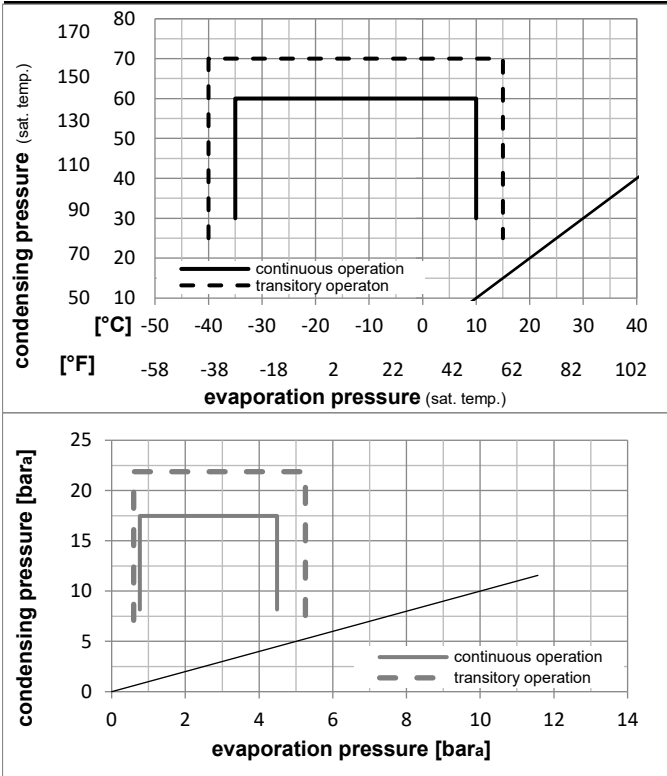 condensing pressure (sat. temp.)
170 80
150 70
130 60
50
110 40
90 30
70 20
50 10
continuous operation
transitory operaton
[°C] -50 -40 -30 -20 -10 0 10 20 30 40
[°F] -58 -38 -18 2 22 42 62 82 102
evaporation pressure (sat. temp.)
condensing pressure [bara]
25
20
15
10
5
0
continuous operation
transitory operation
0 2 4 6 8 10 12 14
evaporation pressure [bara]